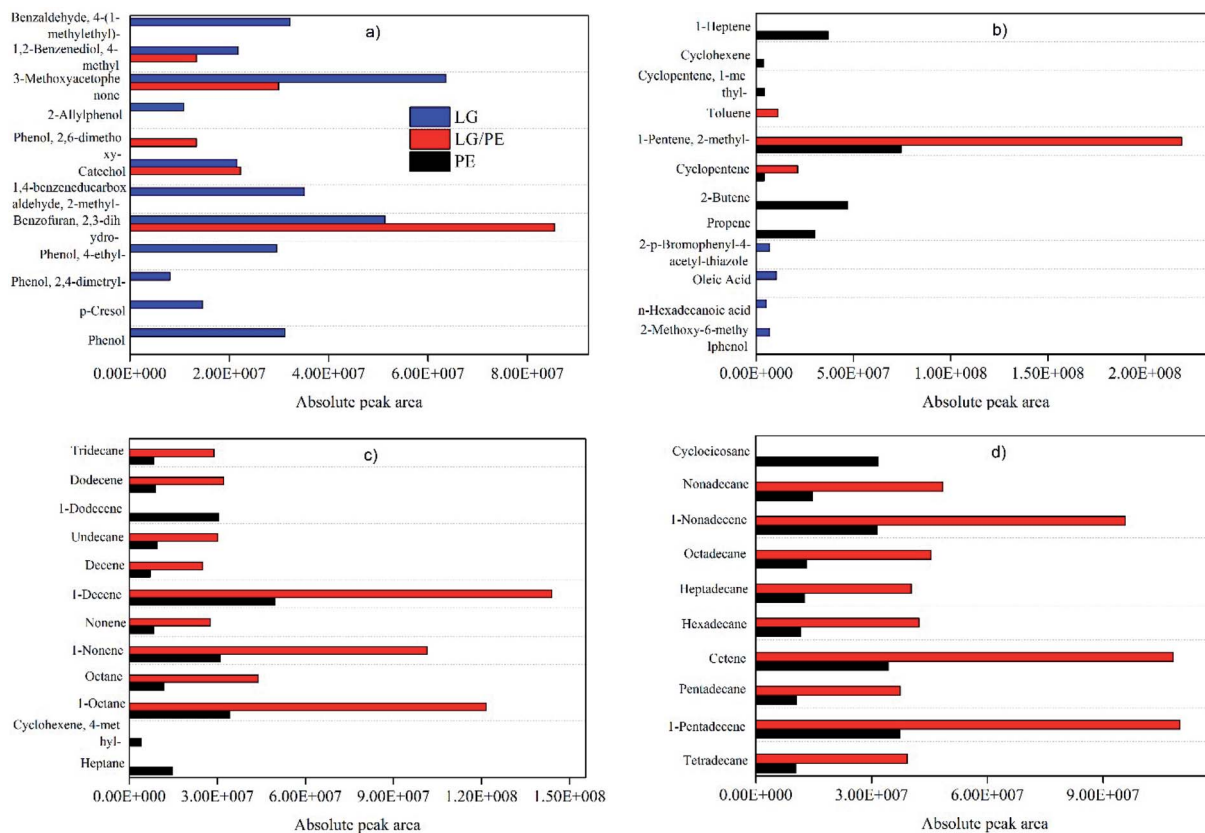 a)
Benzaldehyde, 4-(1-
methylethyl)-
1,2-Benzenediol, 4-
methyl
3-Methoxyacetophe
none
2-Allylphenol
Phenol, 2,6-dimetho
xy-
Catechol
1,4-benzeneducarbox
aldehyde, 2-methyl-
Benzofuran, 2,3-dih
ydro-
Phenol, 4-ethyl-
Phenol, 2,4-dimetryl-
p-Cresol
Phenol
LG
LG/PE
PE
0.00E+000 2.00E+007 4.00E+007 6.00E+007 8.00E+007
Absolute peak area
b)
1-Heptene
Cyclohexene
Cyclopentene, 1-me
thyl-
Toluene
1-Pentene, 2-methyl-
Cyclopentene
2-Butene
Propene
2-p-Bromophenyl-4-
acetyl-thiazole
Oleic Acid
n-Hexadecanoic acid
2-Methoxy-6-methy
lphenol
0.00E+000 5.00E+007 1.00E+008 1.50E+008 2.00E+008
Absolute peak area
c)
Tridecane
Dodecene
1-Dodecene
Undecane
Decene
1-Decene
Nonene
1-Nonene
Octane
1-Octane
Cyclohexene, 4-met
hyl-
Heptane
0.00E+000 3.00E+007 6.00E+007 9.00E+007 1.20E+008 1.50E+008
Absolute peak area
d)
Cyclocicosane
Nonadecane
1-Nonadecene
Octadecane
Heptadecane
Hexadecane
Cetene
Pentadecane
1-Pentadecene
Tetradecane
0.00E+000 3.00E+007 6.00E+007 9.00E+007
Absolute peak area